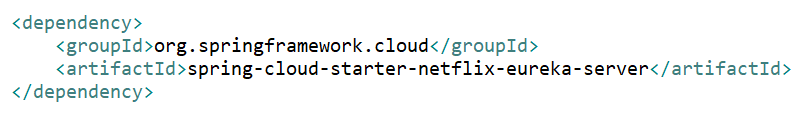 <dependency>
    <groupId>org.springframework.cloud</groupId>
    <artifactId>spring-cloud-starter-netflix-eureka-server</artifactId>
</dependency>